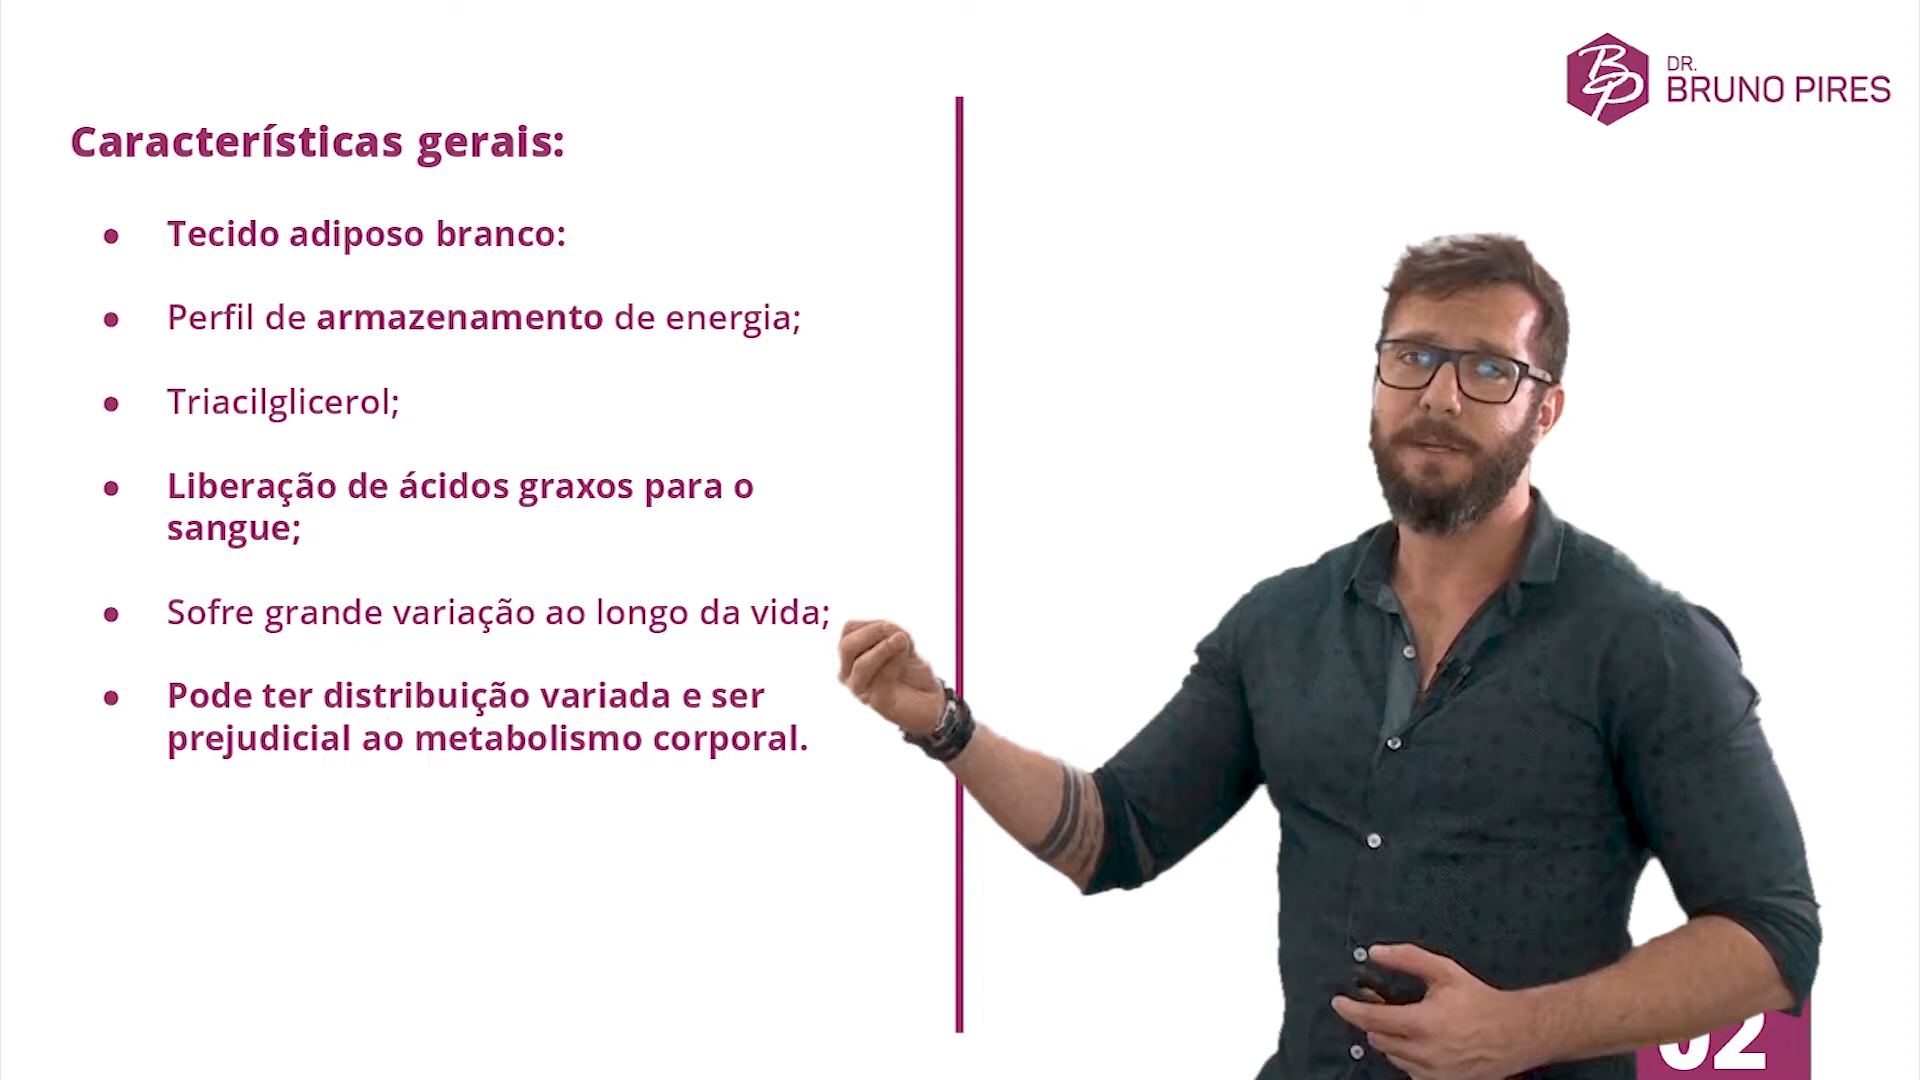 DR.
BRUNO PIRES
Características gerais:
● Tecido adiposo branco:
● Perfil de armazenamento de energia;
● Triacilglicerol;
● Liberação de ácidos graxos para o
sangue;
● Sofre grande variação ao longo da vida;
● Pode ter distribuição variada e ser
prejudicial ao metabolismo corporal.
02